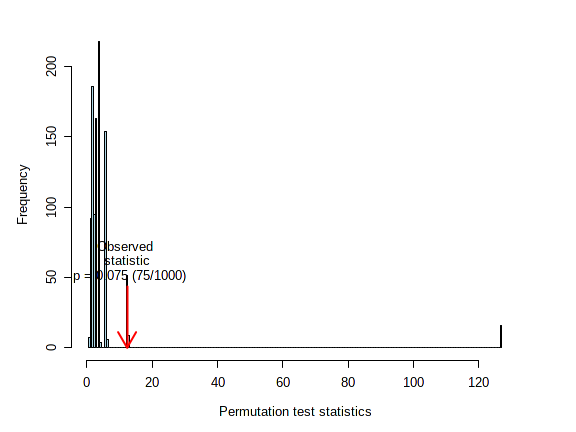 200
150
100
50
0
Frequency
Observed
statistic
p = 0.075 (75/1000)
0 20 40 60 80 100 120
Permutation test statistics